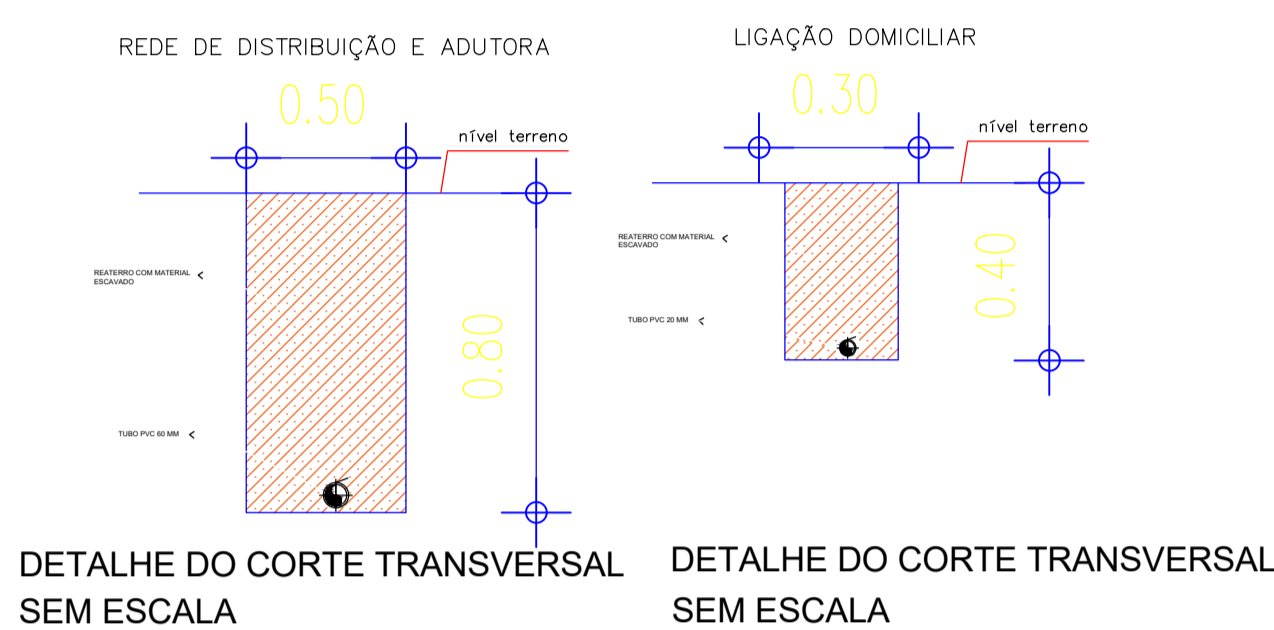 REDE DE DISTRIBUIÇÃO E ADUTORA
0.50
nível terreno
REATERRO COM MATERIAL
ESCAVADO
0.80
TUBO PVC 60 MM
DETALHE DO CORTE TRANSVERSAL
SEM ESCALA
LIGAÇÃO DOMICILIAR
0.30
nível terreno
REATERRO COM MATERIAL
ESCAVADO
0.40
TUBO PVC 20 MM
DETALHE DO CORTE TRANSVERSAL
SEM ESCALA